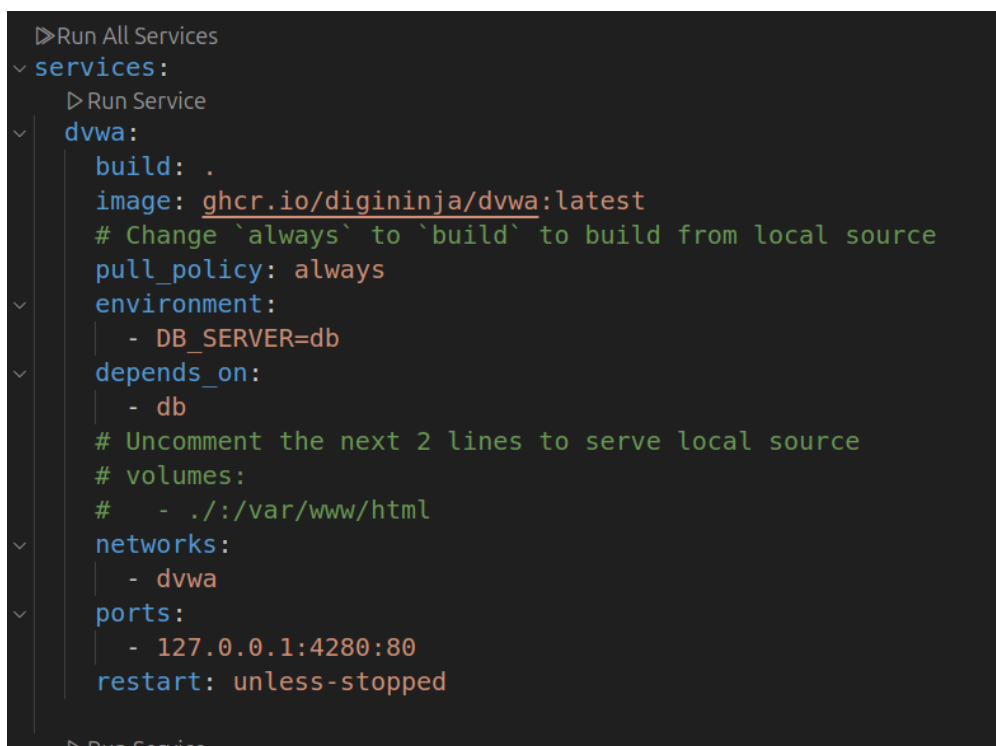 Run All Services
services:
Run Service
dvwa:
build: .
image: ghcr.io/digininja/dvwa:latest
# Change `always` to `build` to build from local source
pull_policy: always
environment:
- DB_SERVER=db
depends_on:
- db
# Uncomment the next 2 lines to serve local source
# volumes:
#   - ./:/var/www/html
networks:
- dvwa
ports:
- 127.0.0.1:4280:80
restart: unless-stopped
Run Service